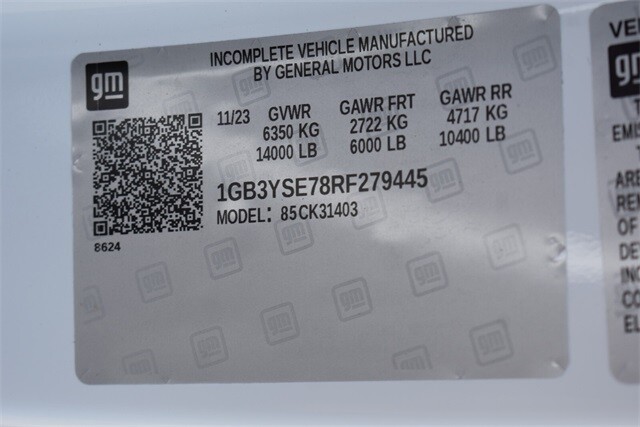 gm
INCOMPLETE VEHICLE MANUFACTURED
BY GENERAL MOTORS LLC
11/23 GVWR GAWR FRT GAWR RR
6350 KG 2722 KG 4717 KG
14000 LB 6000 LB 10400 LB
1GB3YSE78RF279445
MODEL: 85CK31403
8624